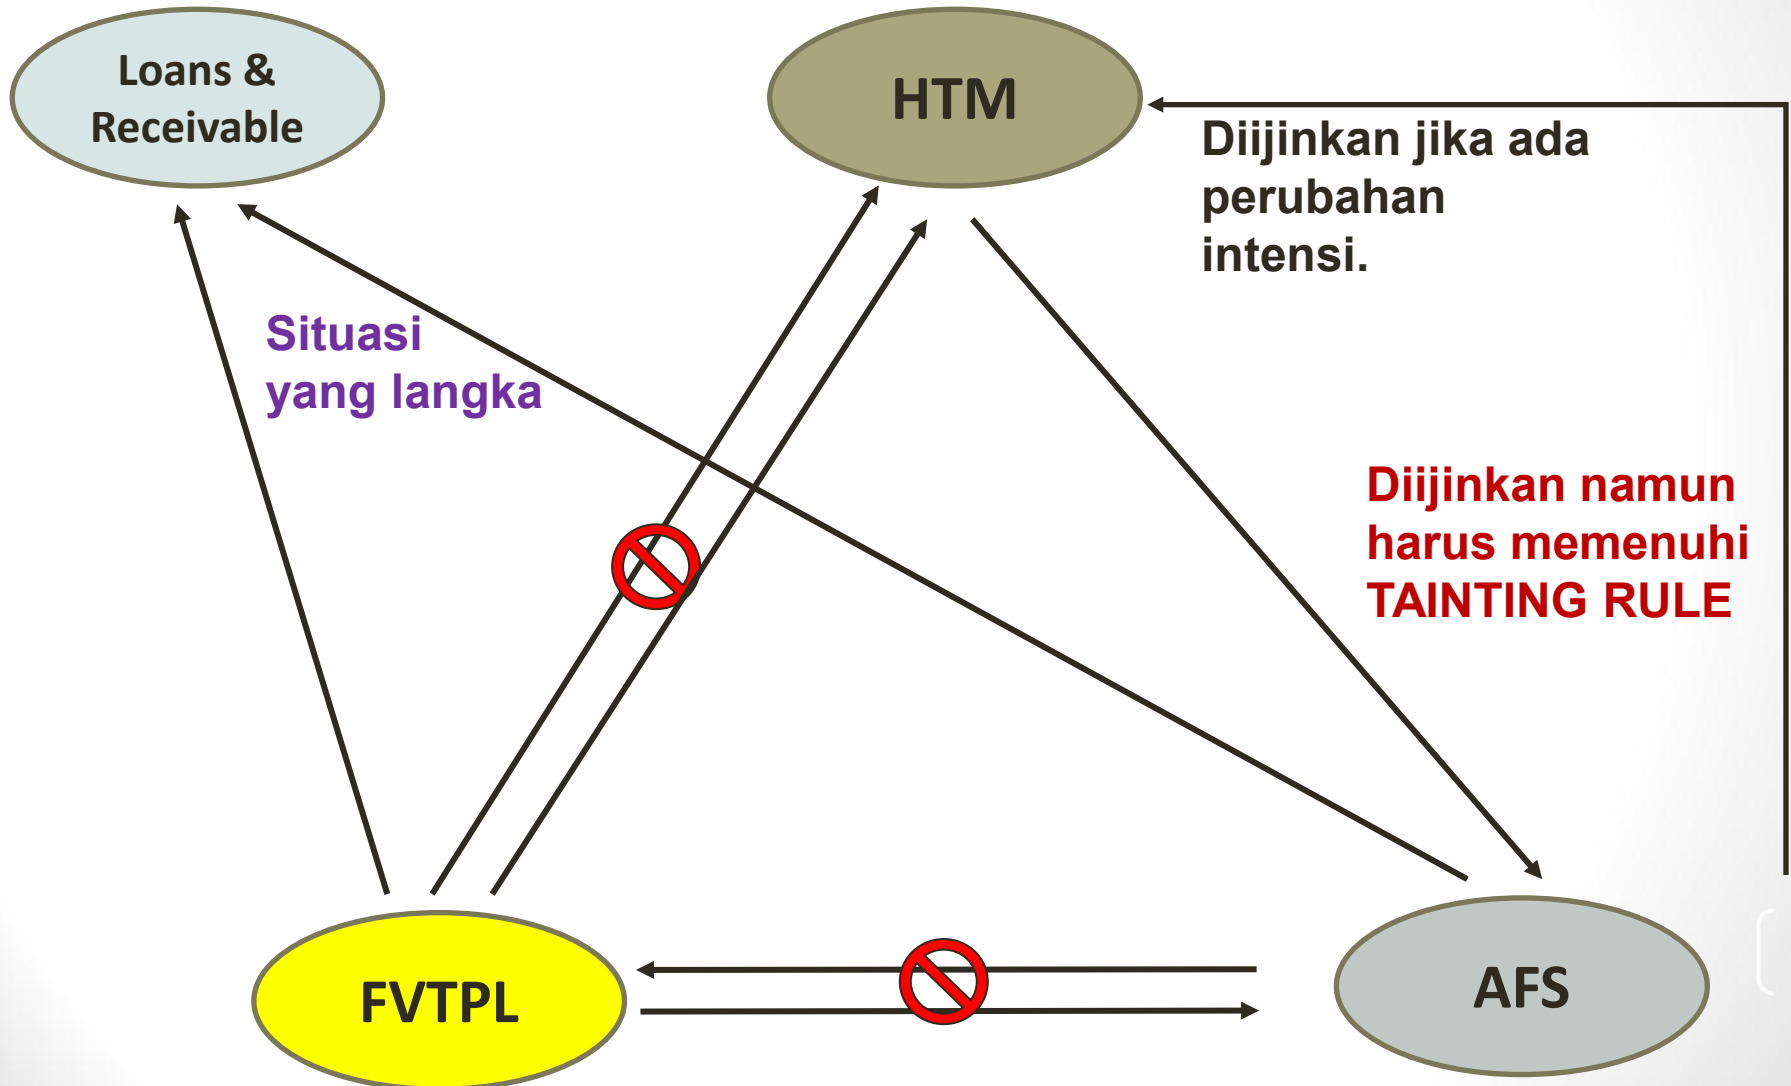 Loans &
Receivable
HTM
Diijinkan jika ada
perubahan
intensi.
Situasi
yang langka
Diijinkan namun
harus memenuhi
TAINTING RULE
FVTPL
AFS